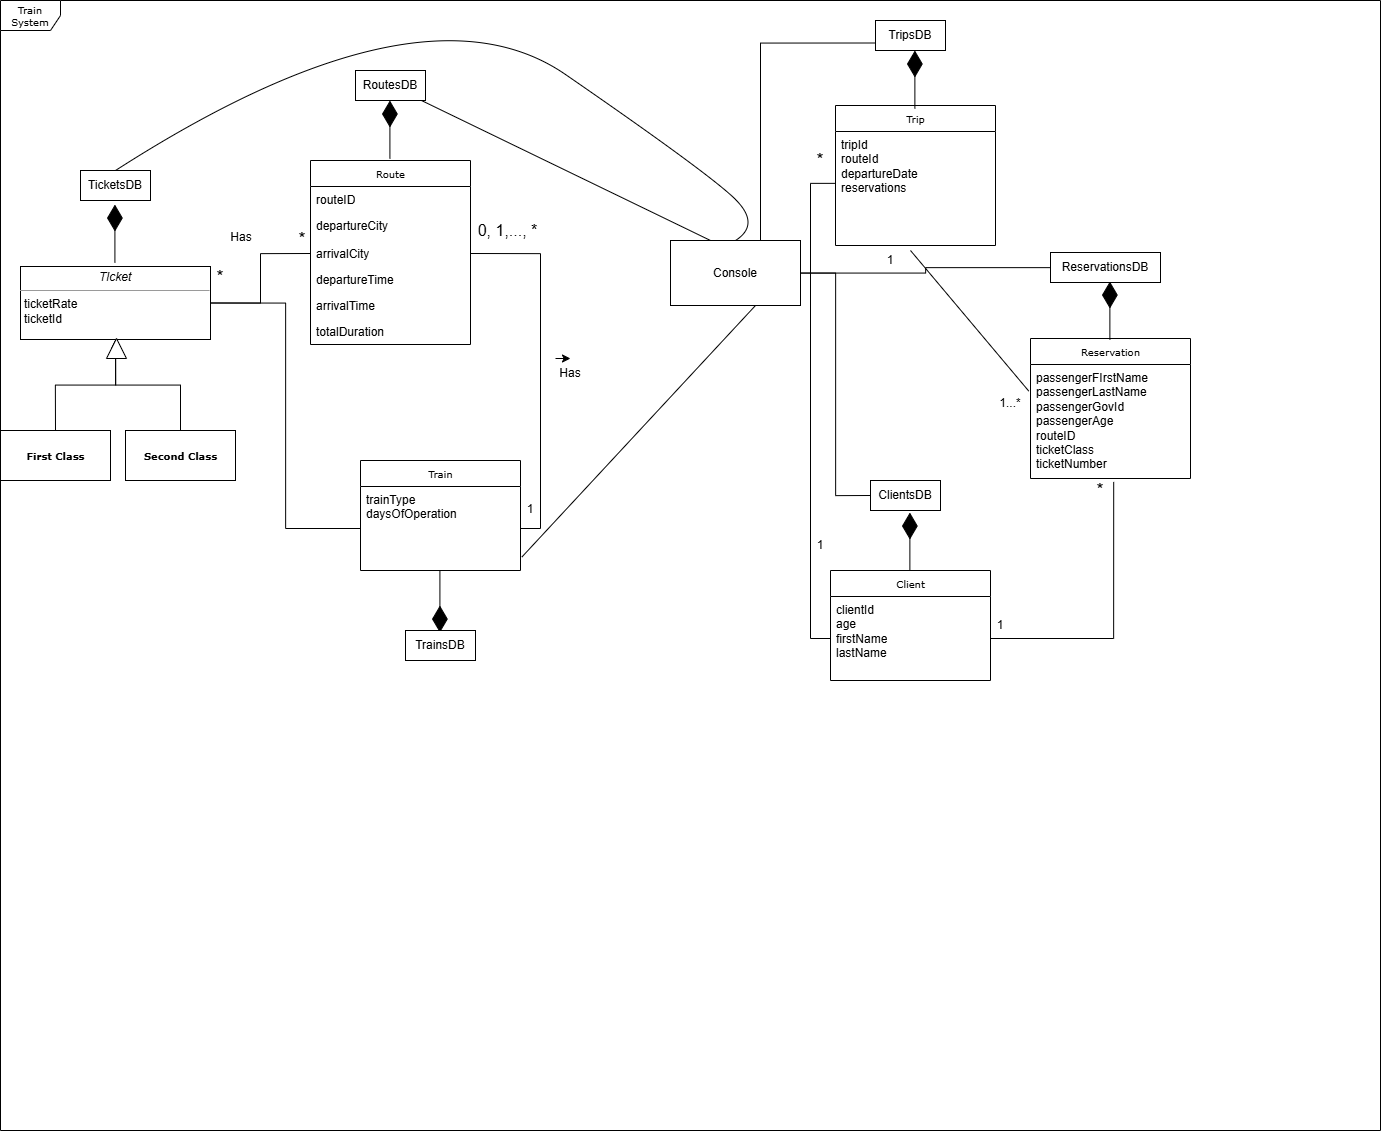 Train
System
TripsDB
RoutesDB
Trip
tripId
routeId
departureDate
reservations
*
TicketsDB
Route
routeID
departureCity
arrivalCity
departureTime
arrivalTime
totalDuration
Has
*
0, 1,..., *
*
TIcket
ticketRate
ticketId
Console
1
ReservationsDB
Has
Reservation
passengerFIrstName
passengerLastName
passengerGovId
passengerAge
routeID
ticketClass
ticketNumber
1...*
*
First Class
Second Class
Train
trainType
daysOfOperation
1
ClientsDB
1
Client
clientId
age
firstName
lastName
1
TrainsDB